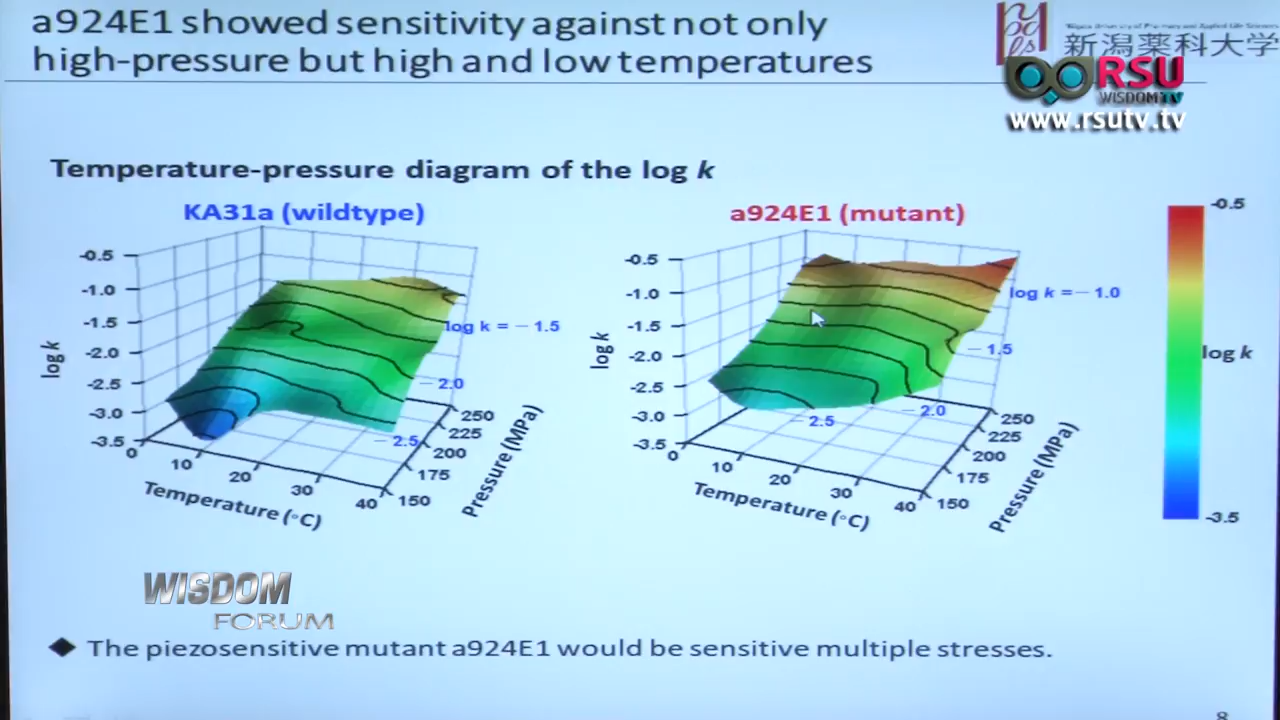 a924E1 showed sensitivity against not only
high-pressure but high and low temperatures
新潟薬科大学
RSU
WISDOM TV
www.rsutv.tv
Temperature-pressure diagram of the log k
KA31a (wildtype)
-0.5
-1.0
-1.5
-2.0
-2.5
-3.0
-3.5
log k
0
10
20
30
40
Temperature (°C)
150
175
200
225
250
Pressure (MPa)
log k = − 1.5
− 2.0
− 2.5
a924E1 (mutant)
-0.5
-1.0
-1.5
-2.0
-2.5
-3.0
-3.5
log k
0
10
20
30
40
Temperature (°C)
150
175
200
225
250
Pressure (MPa)
log k = − 1.0
− 1.5
− 2.0
− 2.5
-0.5
log k
-3.5
WISDOM
FORUM
◆ The piezosensitive mutant a924E1 would be sensitive multiple stresses.
8